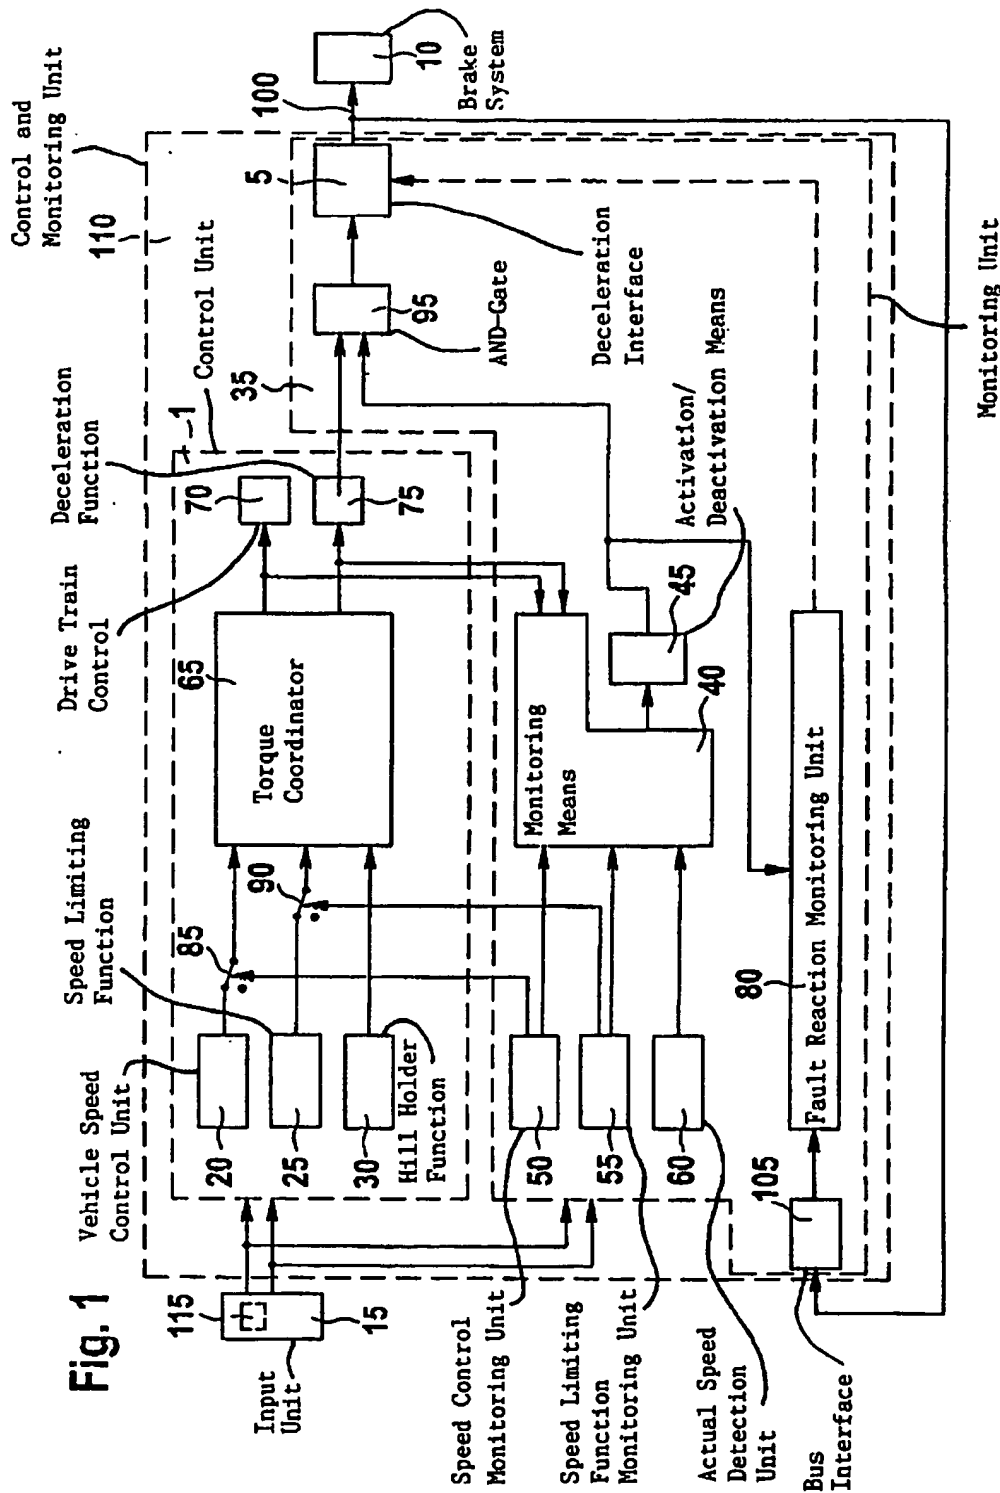 Fig. 1
Input
Unit
115
15
Vehicle Speed
Control Unit
Speed Limiting
Function
Drive Train
Control
Deceleration
Function
1
Control Unit
110
Control and
Monitoring Unit
20
25
30
Hill Holder
Function
85
90
65
Torque
Coordinator
70
75
35
95
AND-Gate
5
Deceleration
Interface
100
10
Brake
System
Speed Control
Monitoring Unit
Speed Limiting
Function
Monitoring Unit
Actual Speed
Detection
Unit
50
55
60
Monitoring
Means
40
45
Activation/
Deactivation Means
Bus
Interface
105
80
Fault Reaction Monitoring Unit
Monitoring Unit